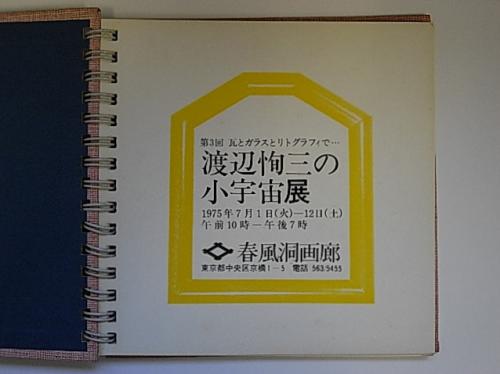 第3回 瓦とガラスとリトグラフィで…
渡辺恂三の
小宇宙展
1975年7月1日(火)—12日(土)
午前10時—午後7時
春風洞画廊
東京都中央区京橋1—5 電話 563/5455